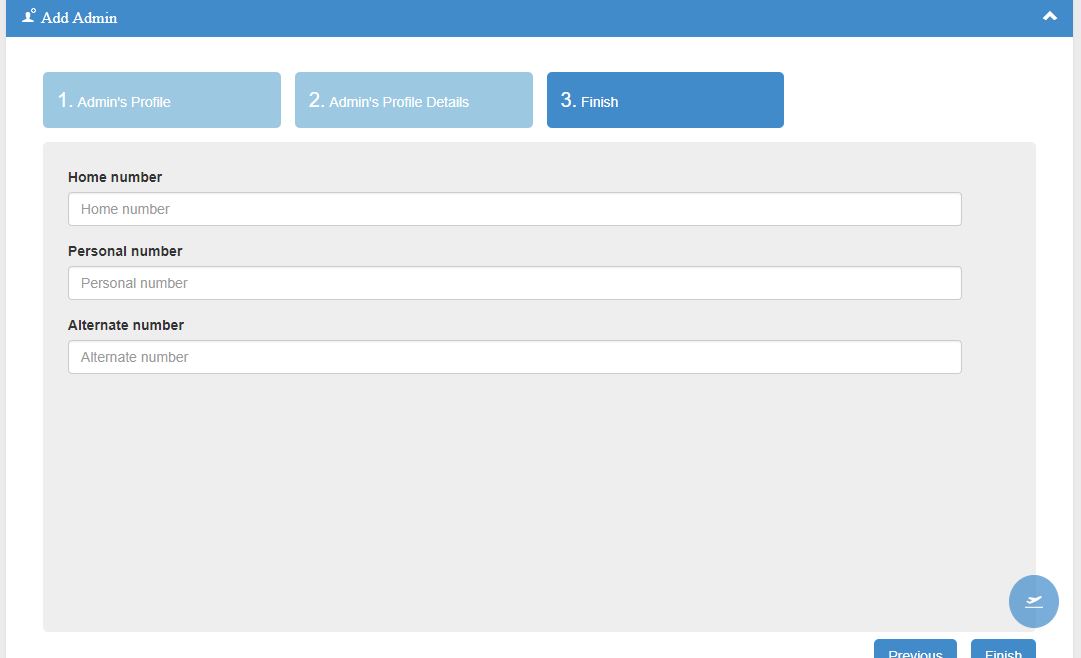 Add Admin
1. Admin's Profile
2. Admin's Profile Details
3. Finish
Home number
Home number
Personal number
Personal number
Alternate number
Alternate number
Previous
Finish